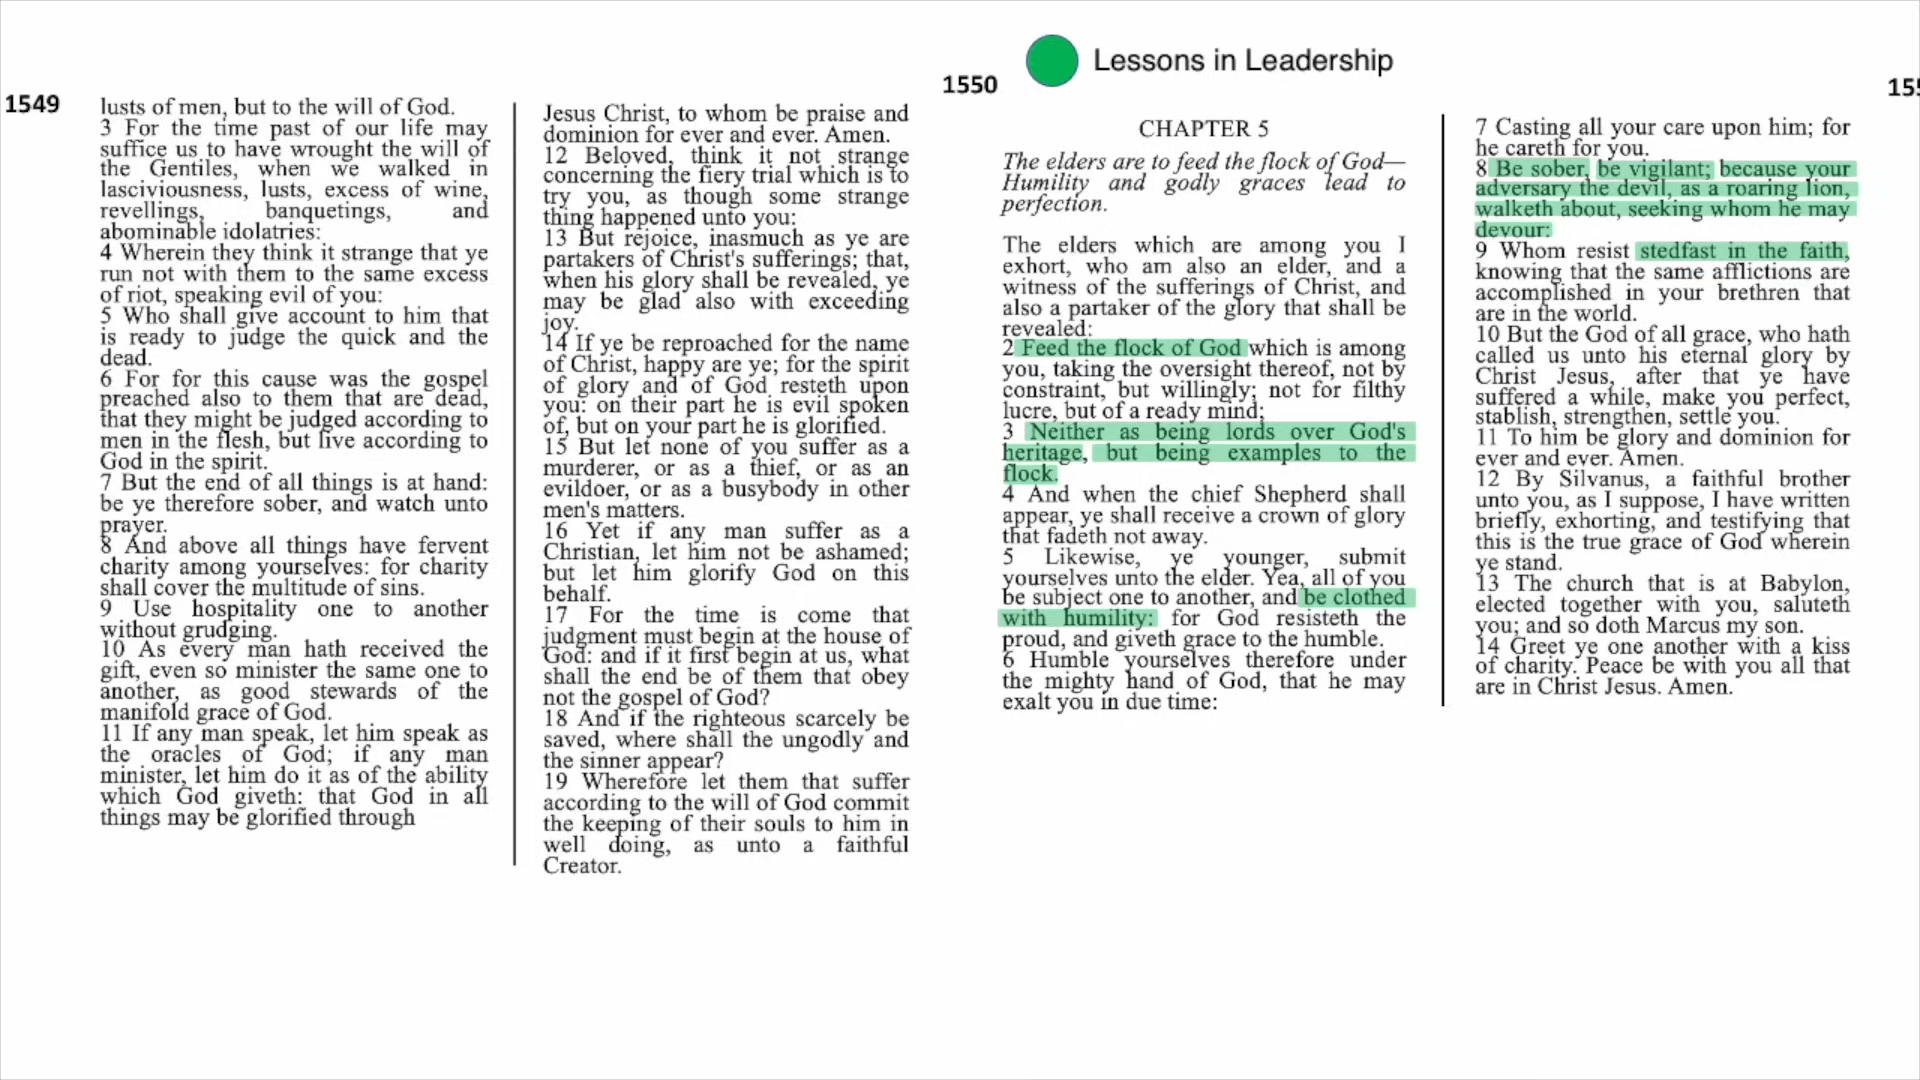 1549
lusts of men, but to the will of God.
3 For the time past of our life may
suffice us to have wrought the will of
the Gentiles, when we walked in
lasciviousness, lusts, excess of wine,
revellings, banquetings, and
abominable idolatries:
4 Wherein they think it strange that ye
run not with them to the same excess
of riot, speaking evil of you:
5 Who shall give account to him that
is ready to judge the quick and the
dead.
6 For for this cause was the gospel
preached also to them that are dead,
that they might be judged according to
men in the flesh, but live according to
God in the spirit.
7 But the end of all things is at hand:
be ye therefore sober, and watch unto
prayer.
8 And above all things have fervent
charity among yourselves: for charity
shall cover the multitude of sins.
9 Use hospitality one to another
without grudging.
10 As every man hath received the
gift, even so minister the same one to
another, as good stewards of the
manifold grace of God.
11 If any man speak, let him speak as
the oracles of God; if any man
minister, let him do it as of the ability
which God giveth: that God in all
things may be glorified through
Jesus Christ, to whom be praise and
dominion for ever and ever. Amen.
12 Beloved, think it not strange
concerning the fiery trial which is to
try you, as though some strange
thing happened unto you:
13 But rejoice, inasmuch as ye are
partakers of Christ's sufferings; that,
when his glory shall be revealed, ye
may be glad also with exceeding
joy.
14 If ye be reproached for the name
of Christ, happy are ye; for the spirit
of glory and of God resteth upon
you: on their part he is evil spoken
of, but on your part he is glorified.
15 But let none of you suffer as a
murderer, or as a thief, or as an
evildoer, or as a busybody in other
men's matters.
16 Yet if any man suffer as a
Christian, let him not be ashamed;
but let him glorify God on this
behalf.
17 For the time is come that
judgment must begin at the house of
God: and if it first begin at us, what
shall the end be of them that obey
not the gospel of God?
18 And if the righteous scarcely be
saved, where shall the ungodly and
the sinner appear?
19 Wherefore let them that suffer
according to the will of God commit
the keeping of their souls to him in
well doing, as unto a faithful
Creator.
Lessons in Leadership
1550
CHAPTER 5
The elders are to feed the flock of God—
Humility and godly graces lead to
perfection.
The elders which are among you I
exhort, who am also an elder, and a
witness of the sufferings of Christ, and
also a partaker of the glory that shall be
revealed:
2 Feed the flock of God which is among
you, taking the oversight thereof, not by
constraint, but willingly; not for filthy
lucre, but of a ready mind;
3 Neither as being lords over God's
heritage, but being examples to the
flock.
4 And when the chief Shepherd shall
appear, ye shall receive a crown of glory
that fadeth not away.
5 Likewise, ye younger, submit
yourselves unto the elder. Yea, all of you
be subject one to another, and be clothed
with humility: for God resisteth the
proud, and giveth grace to the humble.
6 Humble yourselves therefore under
the mighty hand of God, that he may
exalt you in due time:
7 Casting all your care upon him; for
he careth for you.
8 Be sober, be vigilant; because your
adversary the devil, as a roaring lion,
walketh about, seeking whom he may
devour:
9 Whom resist stedfast in the faith,
knowing that the same afflictions are
accomplished in your brethren that
are in the world.
10 But the God of all grace, who hath
called us unto his eternal glory by
Christ Jesus, after that ye have
suffered a while, make you perfect,
stablish, strengthen, settle you.
11 To him be glory and dominion for
ever and ever. Amen.
12 By Silvanus, a faithful brother
unto you, as I suppose, I have written
briefly, exhorting, and testifying that
this is the true grace of God wherein
ye stand.
13 The church that is at Babylon,
elected together with you, saluteth
you; and so doth Marcus my son.
14 Greet ye one another with a kiss
of charity. Peace be with you all that
are in Christ Jesus. Amen.